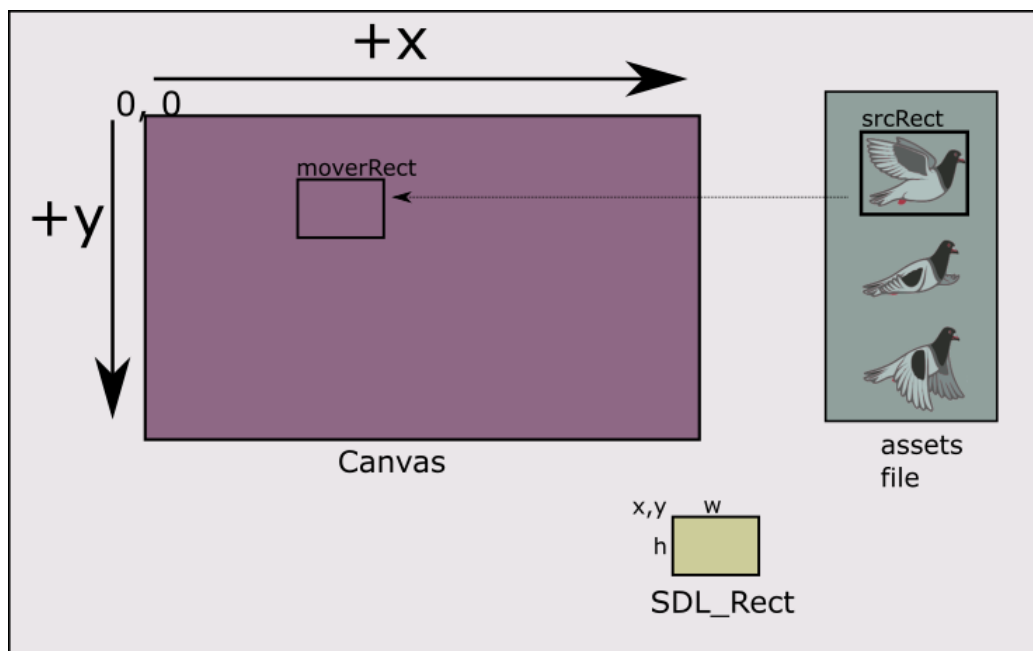 +x
0, 0
srcRect
moverRect
+y
Canvas
assets
file
x,y w
h
SDL_Rect